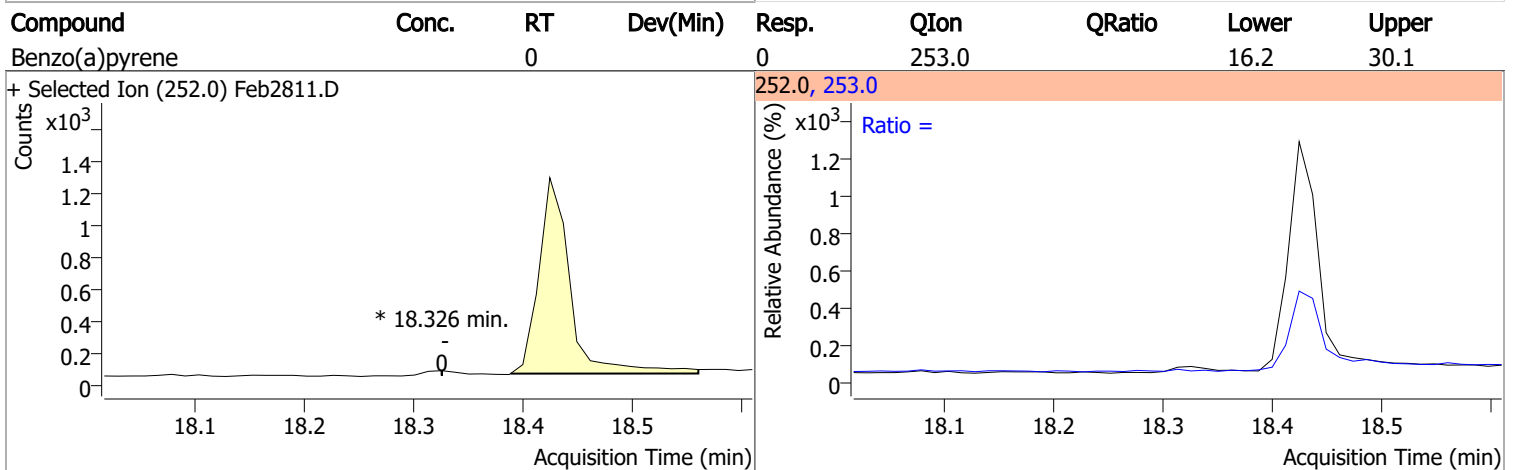 Compound Conc. RT Dev(Min) Resp. QIon QRatio Lower Upper
Benzo(a)pyrene 0 0 253.0 16.2 30.1
+ Selected Ion (252.0) Feb2811.D
Counts
x10³
1.4
1.2
1
0.8
0.6
0.4
0.2
0
* 18.326 min.
-
0
18.1 18.2 18.3 18.4 18.5
Acquisition Time (min)
252.0, 253.0
Relative Abundance (%)
x10³
Ratio =
1.2
1
0.8
0.6
0.4
0.2
0
18.1 18.2 18.3 18.4 18.5
Acquisition Time (min)